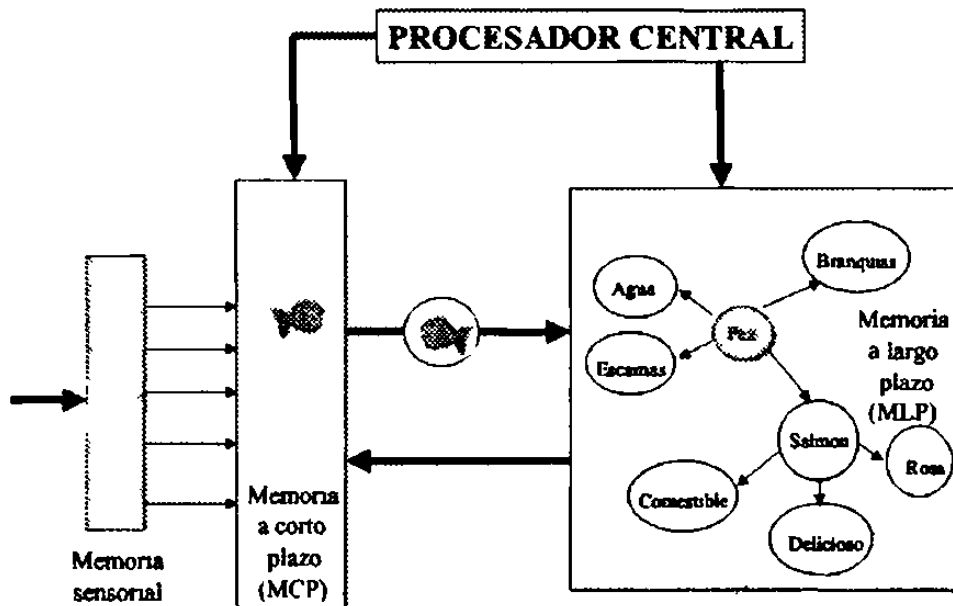 PROCESADOR CENTRAL
Memoria
sensorial
Memoria
a corto
plazo
(MCP)
Agua
Branquias
Pez
Escamas
Memoria
a largo
plazo
(MLP)
Salmon
Rosa
Comestible
Delicioso